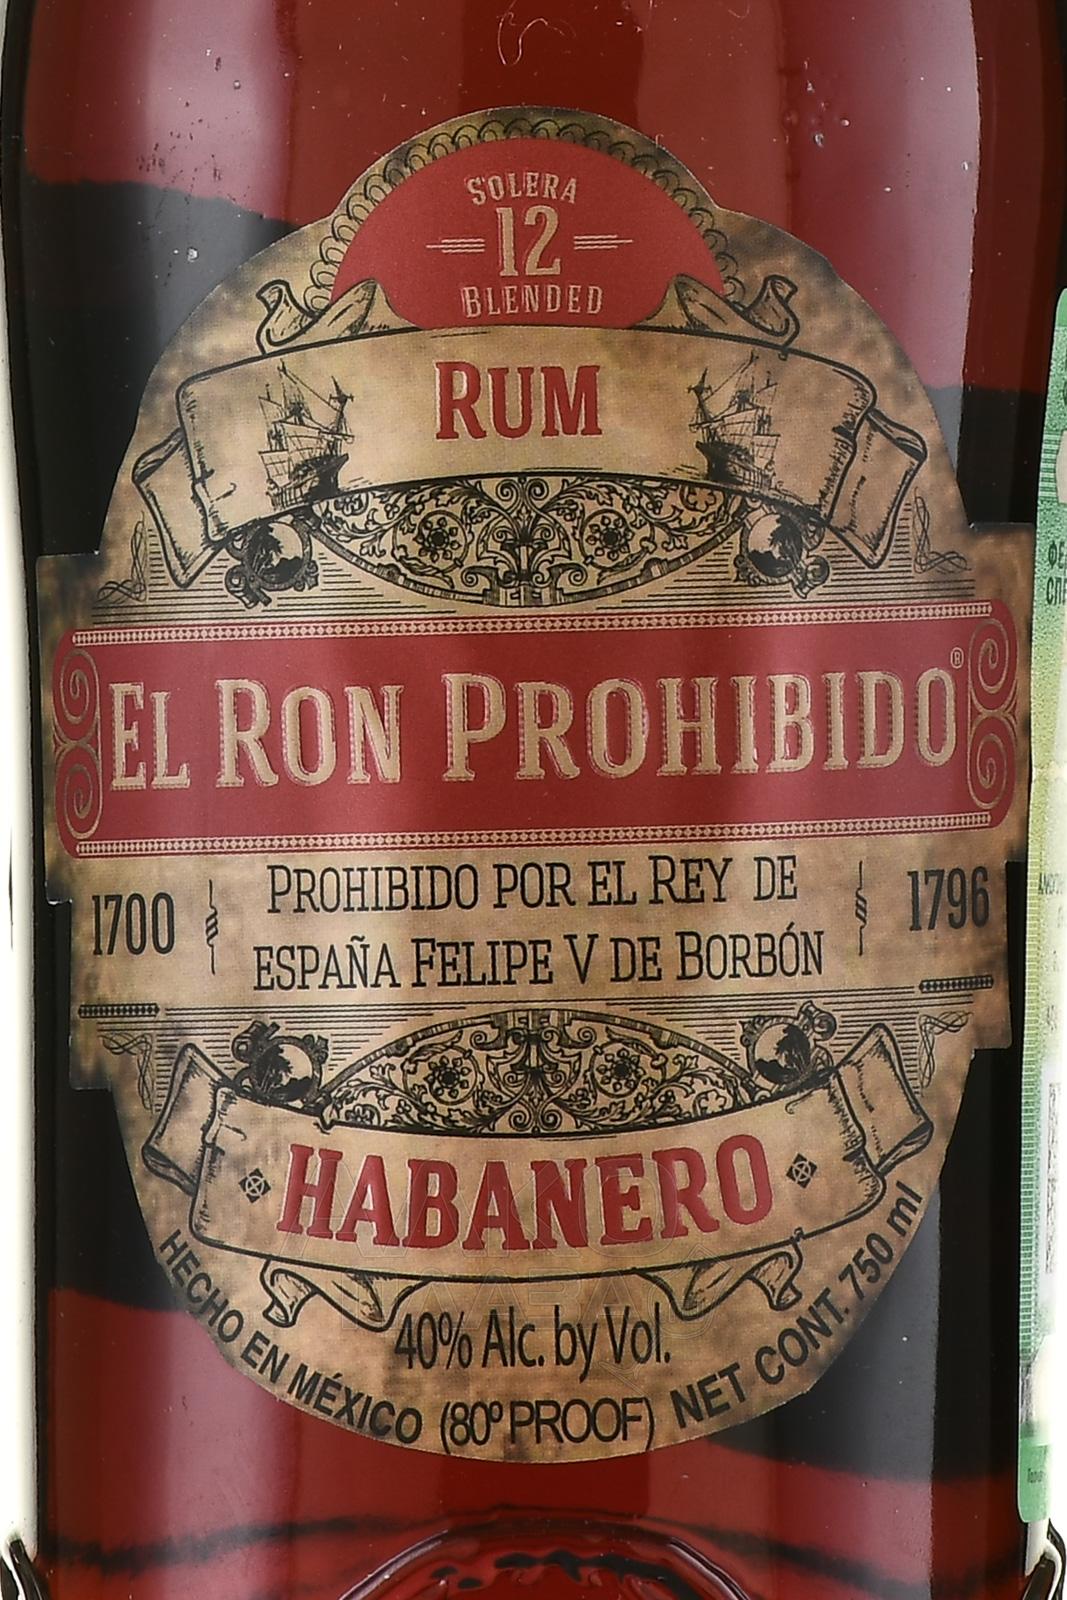 SOLERA
12
BLENDED
RUM
EL RON PROHIBIDO®
1700
PROHIBIDO POR EL REY DE
ESPAÑA FELIPE V DE BORBÓN
1796
HABANERO
40% Alc. by Vol.
HECHO EN MÉXICO (80º PROOF) NET CONT. 750 ml